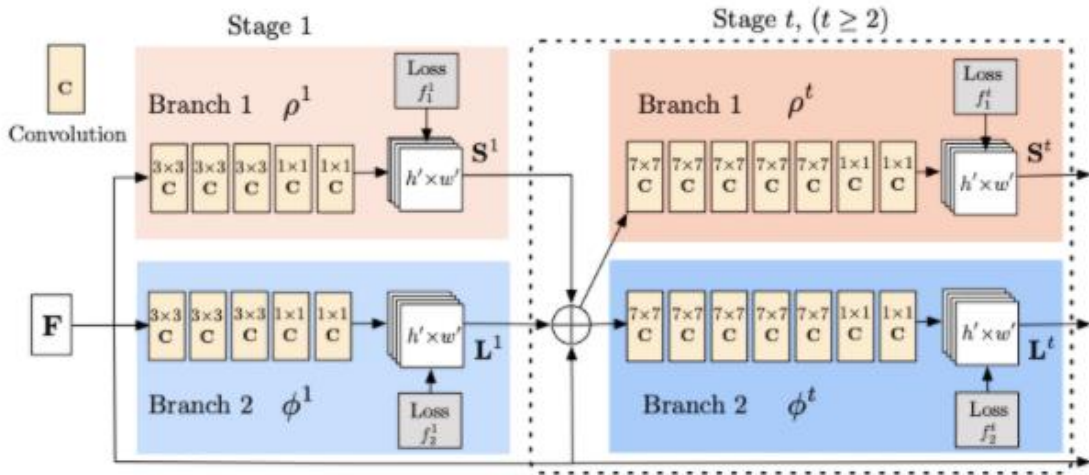 Stage 1
Stage t, (t ≥ 2)
C
Convolution
Branch 1 ρ¹
Loss
f₁¹
3×3 C 3×3 C 3×3 C 1×1 C 1×1 C
h′×w′
S¹
Branch 1 ρᵗ
Loss
f₁ᵗ
7×7 C 7×7 C 7×7 C 7×7 C 7×7 C 1×1 C 1×1 C
h′×w′
Sᵗ
F
3×3 C 3×3 C 3×3 C 1×1 C 1×1 C
h′×w′
L¹
Branch 2 ϕ¹
Loss
f₂¹
7×7 C 7×7 C 7×7 C 7×7 C 7×7 C 1×1 C 1×1 C
h′×w′
Lᵗ
Branch 2 ϕᵗ
Loss
f₂ᵗ